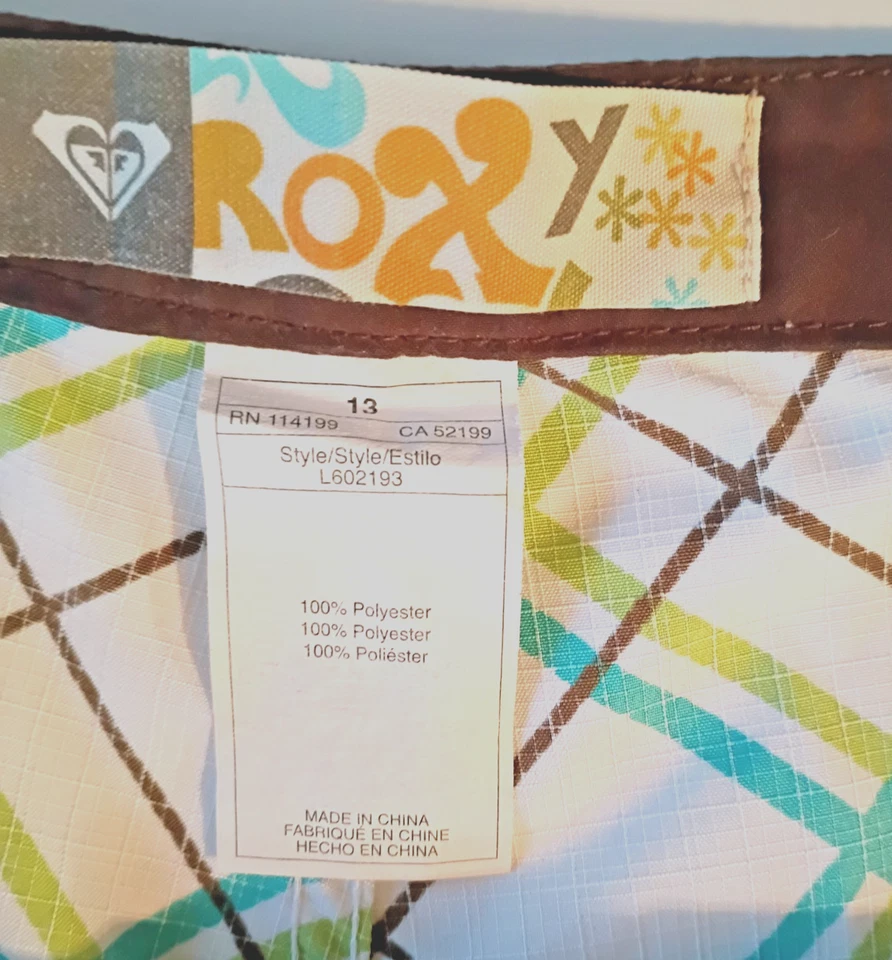 ROXY
13
RN 114199 CA 52199
Style/Style/Estilo
L602193
100% Polyester
100% Polyester
100% Poliéster
MADE IN CHINA
FABRIQUÉ EN CHINE
HECHO EN CHINA